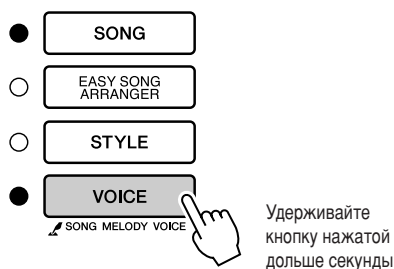 SONG
EASY SONG
ARRANGER
STYLE
VOICE
SONG MELODY VOICE
Удерживайте
кнопку нажатой
дольше секунды